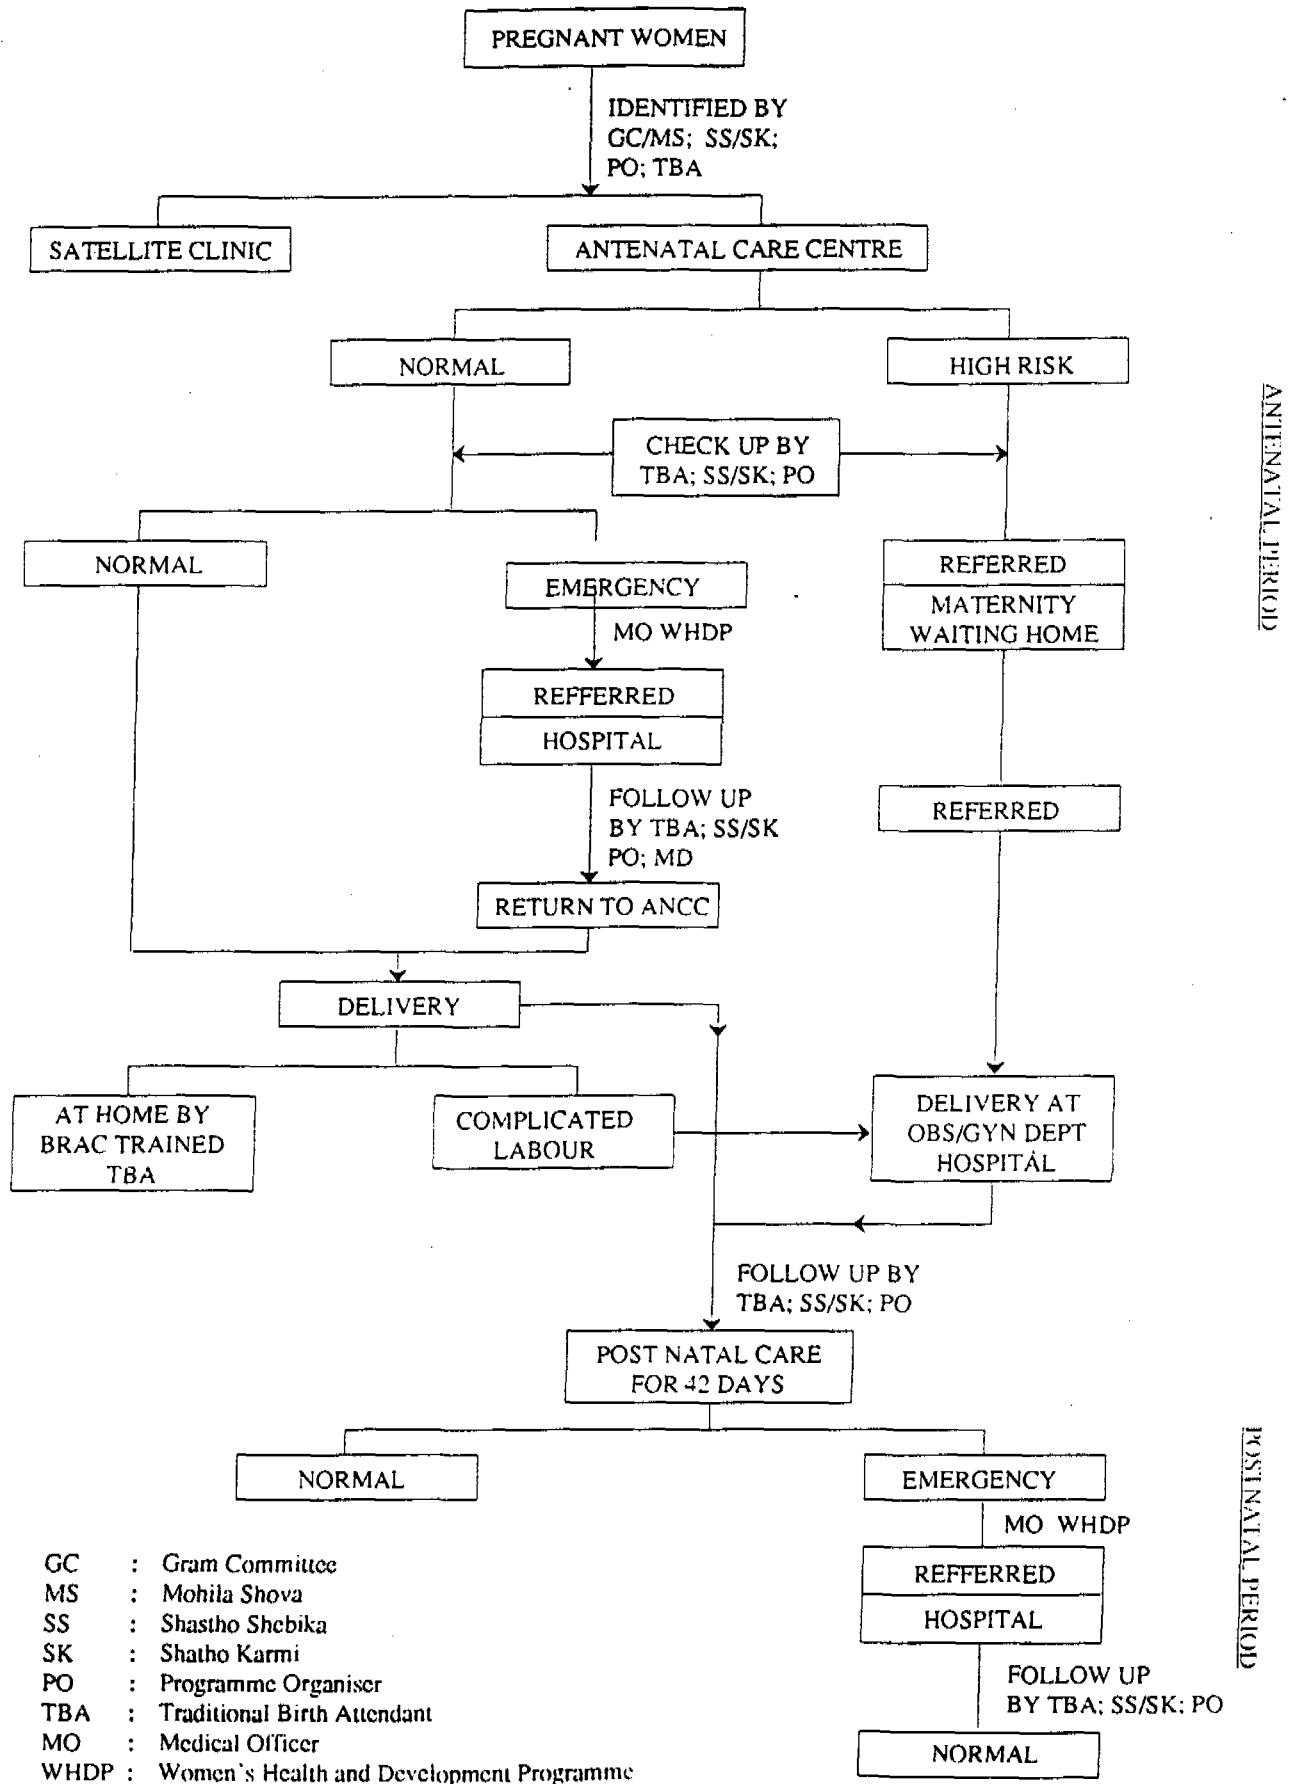 PREGNANT WOMEN
IDENTIFIED BY
GC/MS; SS/SK;
PO; TBA
SATELLITE CLINIC
ANTENATAL CARE CENTRE
NORMAL
HIGH RISK
CHECK UP BY
TBA; SS/SK; PO
NORMAL
EMERGENCY
MO WHDP
REFFERRED
HOSPITAL
FOLLOW UP
BY TBA; SS/SK
PO; MD
RETURN TO ANCC
REFERRED
MATERNITY
WAITING HOME
REFERRED
ANTENATAL PERIOD
DELIVERY
AT HOME BY
BRAC TRAINED
TBA
COMPLICATED
LABOUR
DELIVERY AT
OBS/GYN DEPT
HOSPITAL
FOLLOW UP BY
TBA; SS/SK; PO
POST NATAL CARE
FOR 42 DAYS
NORMAL
EMERGENCY
MO WHDP
REFFERRED
HOSPITAL
FOLLOW UP
BY TBA; SS/SK; PO
NORMAL
POSTNATAL PERIOD
GC : Gram Committee
MS : Mohila Shova
SS : Shastho Shebika
SK : Shatho Karmi
PO : Programme Organiser
TBA : Traditional Birth Attendant
MO : Medical Officer
WHDP : Women's Health and Development Programme